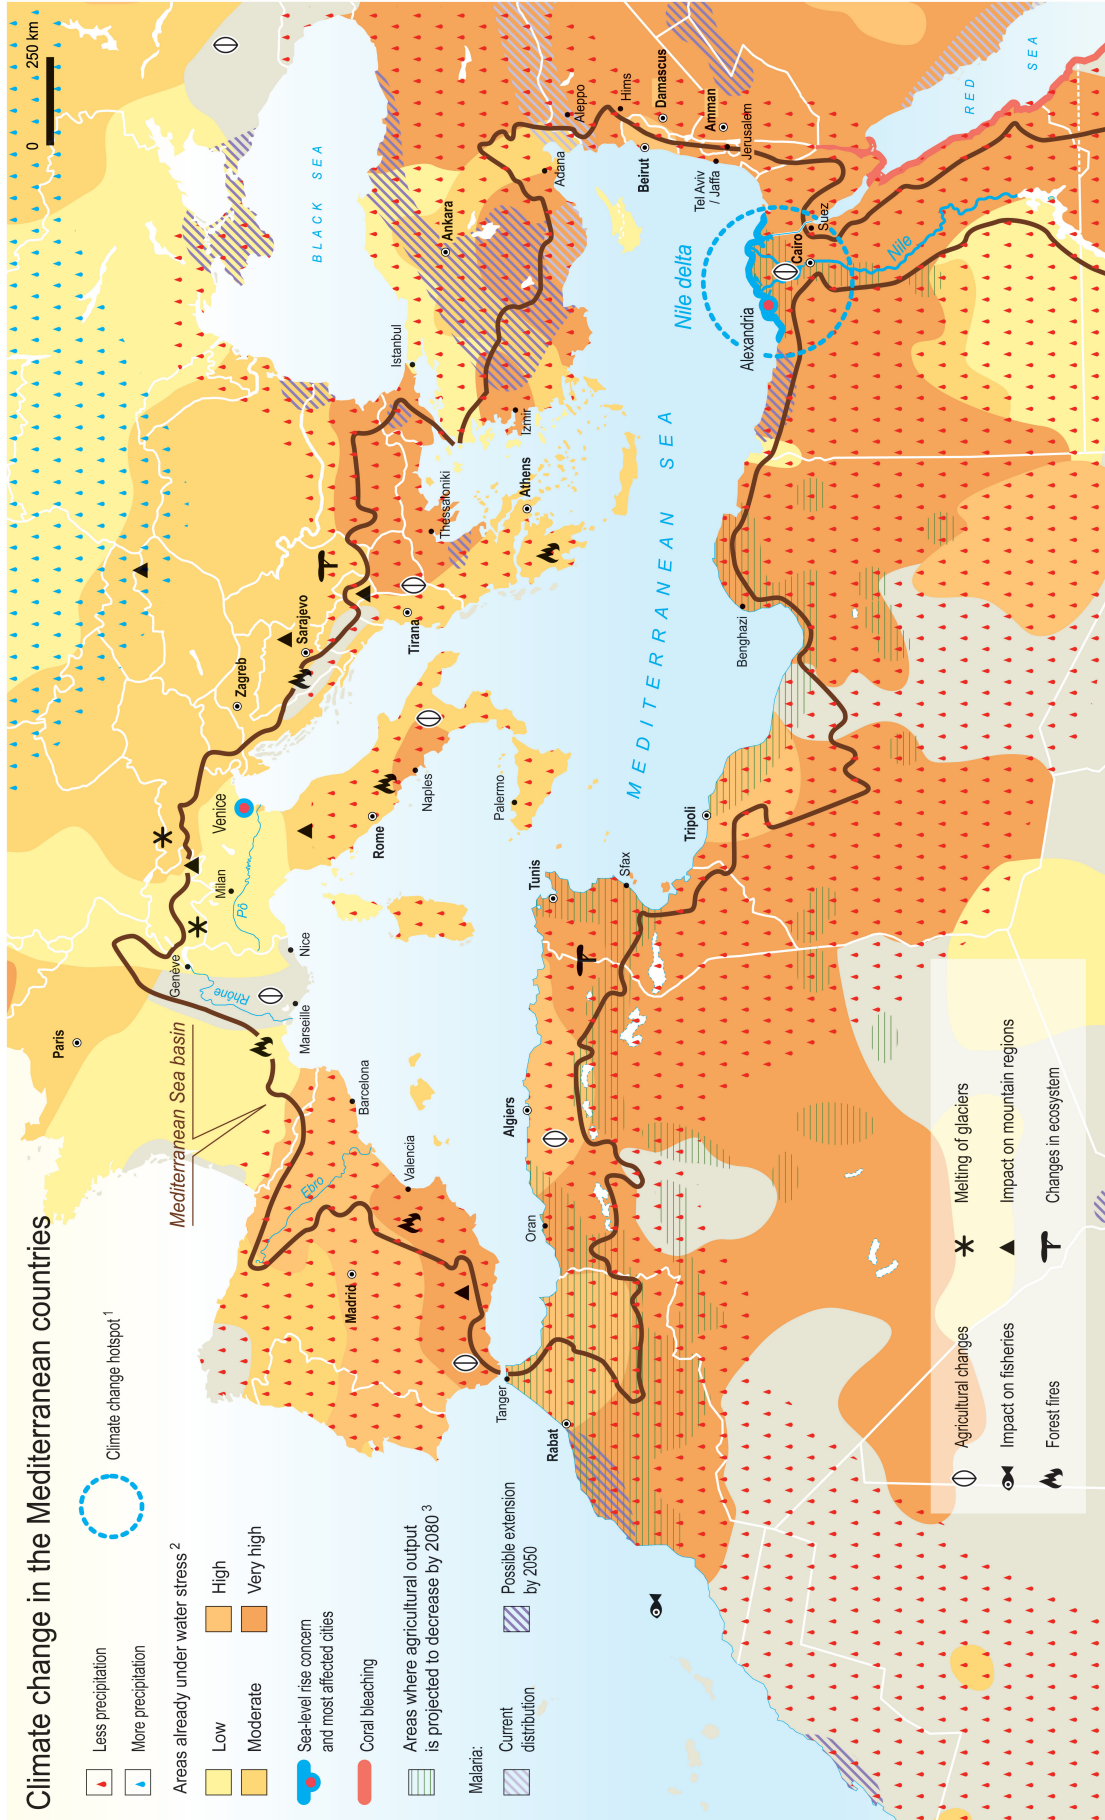 Climate change in the Mediterranean countries
Less precipitation
More precipitation
Climate change hotspot 1
Areas already under water stress 2
Low
High
Moderate
Very high
Sea-level rise concern
and most affected cities
Coral bleaching
Areas where agricultural output
is projected to decrease by 2080 3
Malaria:
Current
distribution
Possible extension
by 2050
0 250 km
Mediterranean Sea basin
Paris
Genève
Rhône
Milan
Pô
Venice
Nice
Marseille
Barcelona
Valencia
Ebro
Madrid
Tanger
Rabat
Oran
Algiers
Tunis
Sfax
Tripoli
Benghazi
Palermo
Naples
Rome
Zagreb
Sarajevo
Tirana
Thessaloniki
Athens
Izmir
Istanbul
Ankara
Adana
Aleppo
Hims
Damascus
Beirut
Amman
Jerusalem
Tel Aviv
/ Jaffa
Suez
Cairo
Nile
Nile delta
Alexandria
BLACK SEA
MEDITERRANEAN SEA
RED
SEA
Agricultural changes
Impact on fisheries
Forest fires
Melting of glaciers
Impact on mountain regions
Changes in ecosystem